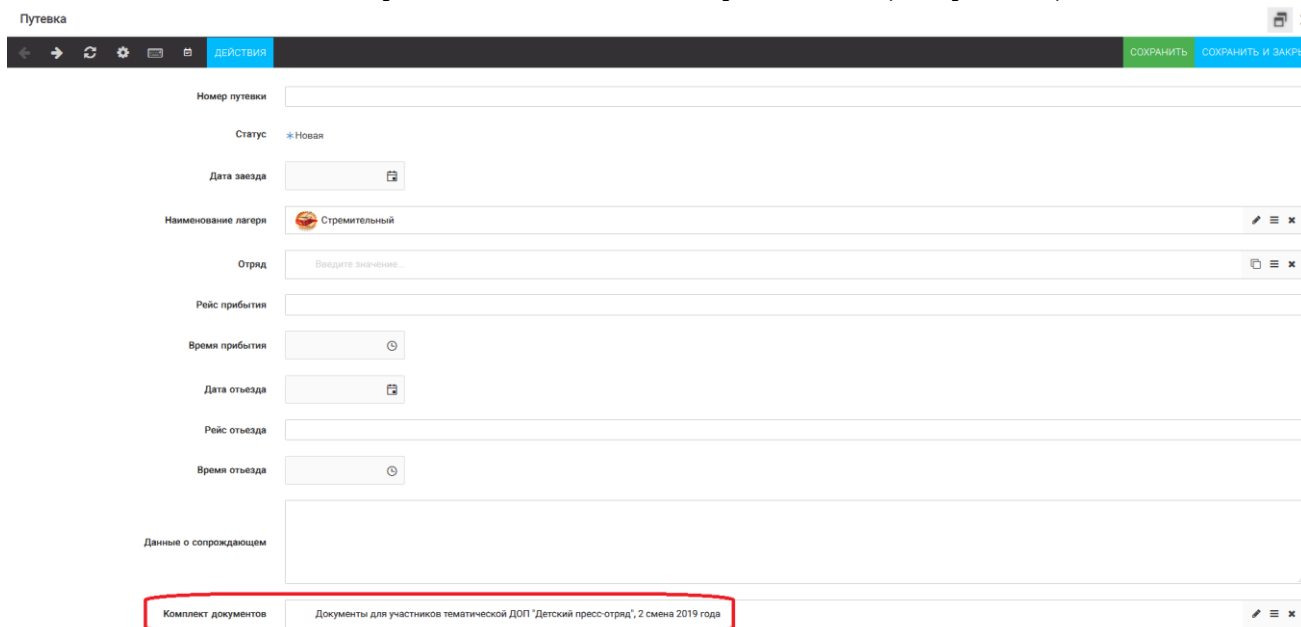 Путевка
ДЕЙСТВИЯ СОХРАНИТЬ СОХРАНИТЬ И ЗАКРЫ
Номер путевки
Статус Новая
Дата заезда
Наименование лагеря Стремительный
Отряд Введите значение...
Рейс прибытия
Время прибытия
Дата отъезда
Рейс отъезда
Время отъезда
Данные о сопрождающем
Комплект документов Документы для участников тематической ДОП "Детский пресс-отряд", 2 смена 2019 года